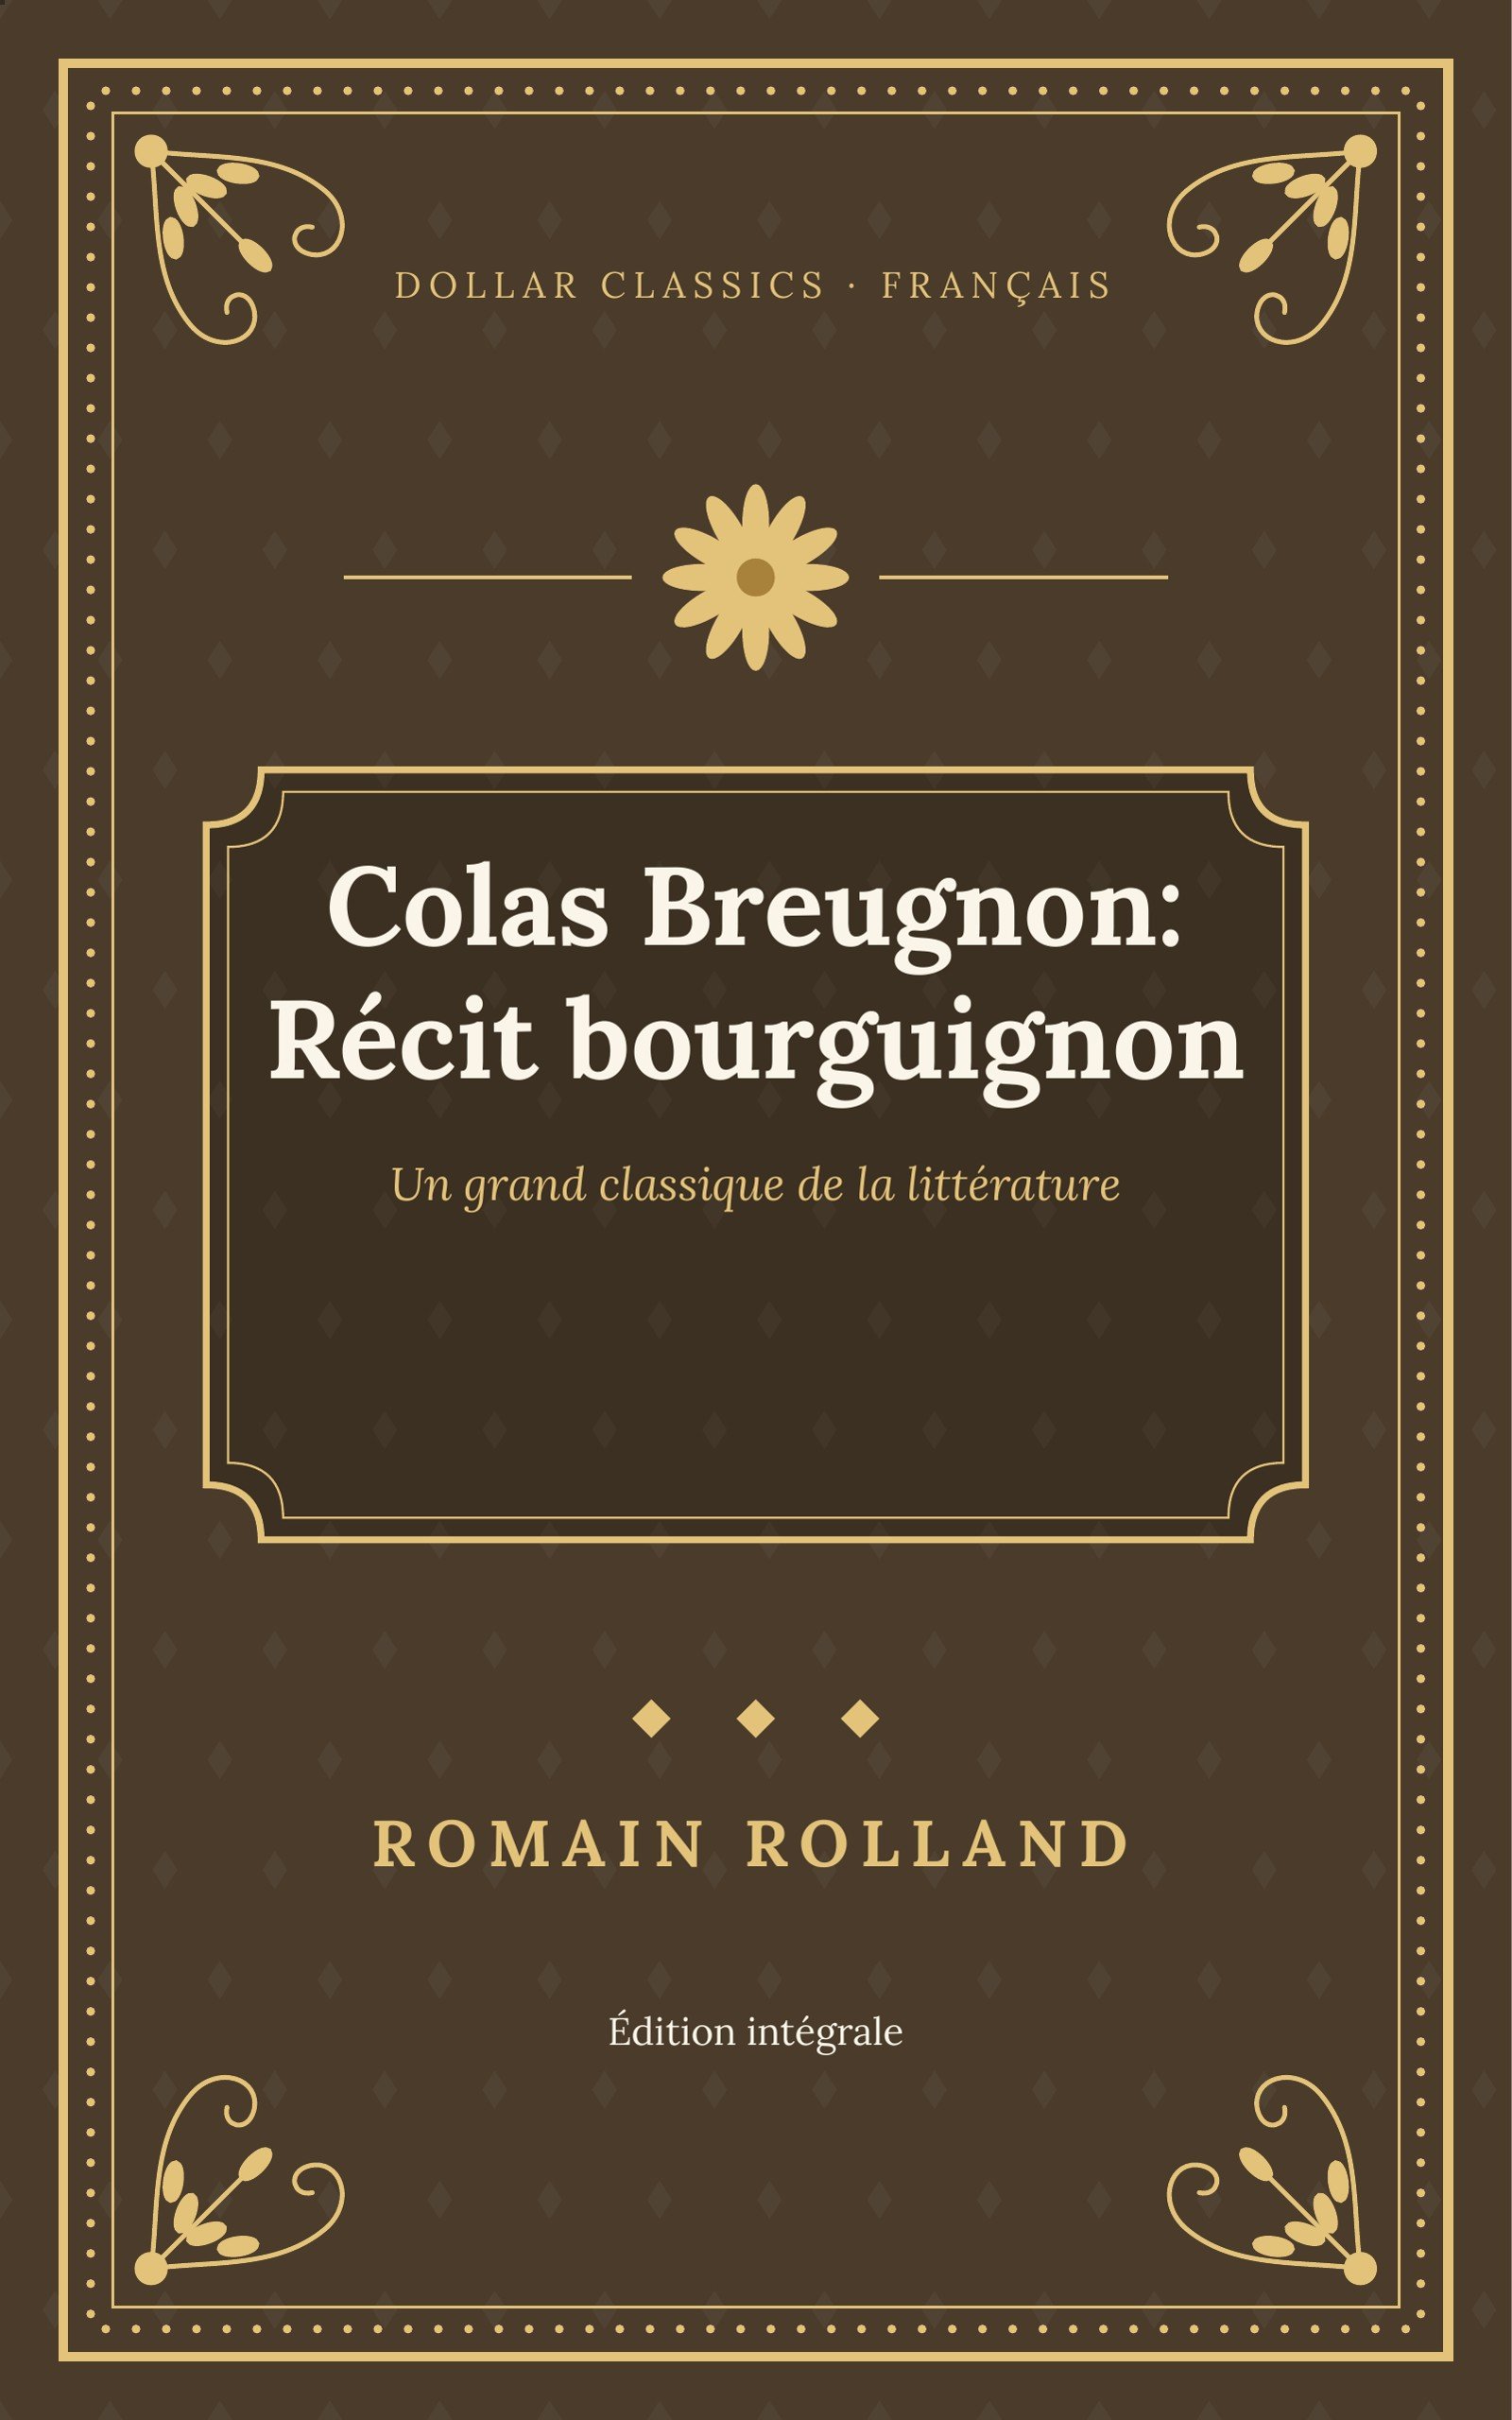 DOLLAR CLASSICS · FRANÇAIS
Colas Breugnon:
Récit bourguignon
Un grand classique de la littérature
ROMAIN ROLLAND
Édition intégrale